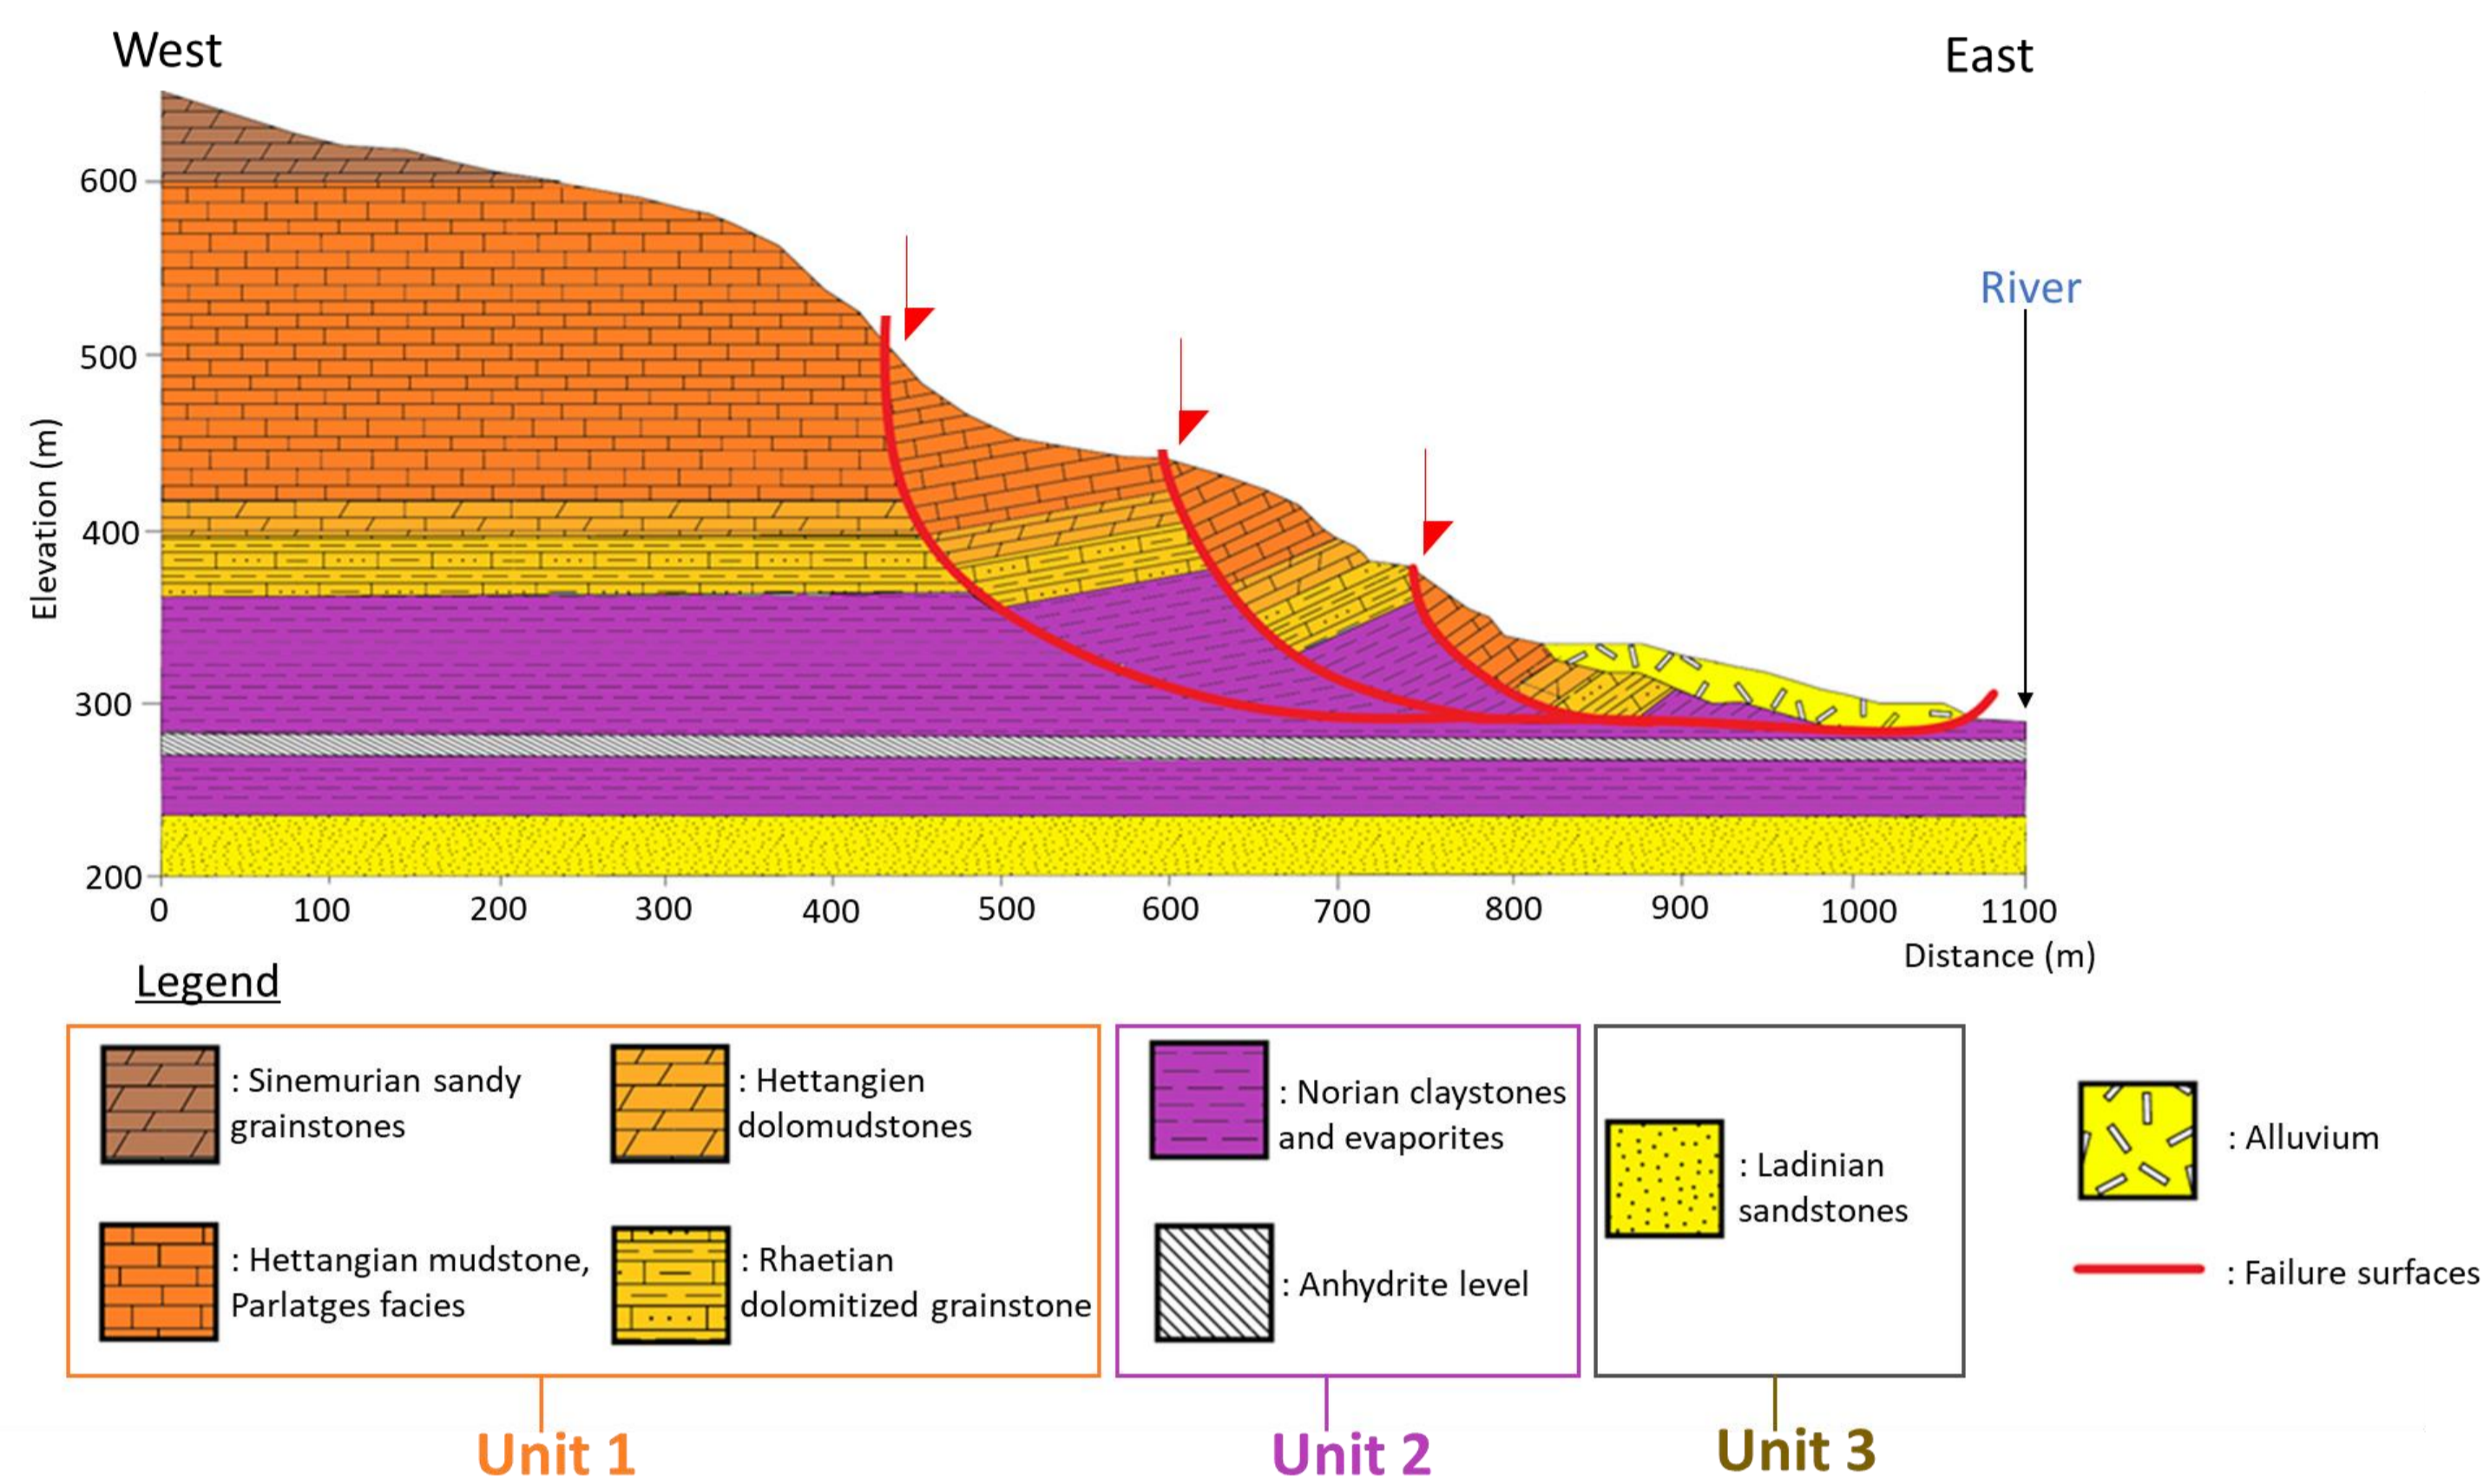 West
East
600
500
400
300
200
Elevation (m)
River
0 100 200 300 400 500 600 700 800 900 1000 1100
Distance (m)
Legend
: Sinemurian sandy
grainstones
: Hettangian mudstone,
Parlatges facies
: Hettangien
dolomudstones
: Rhaetian
dolomitized grainstone
: Norian claystones
and evaporites
: Anhydrite level
: Ladinian
sandstones
: Alluvium
: Failure surfaces
Unit 1
Unit 2
Unit 3